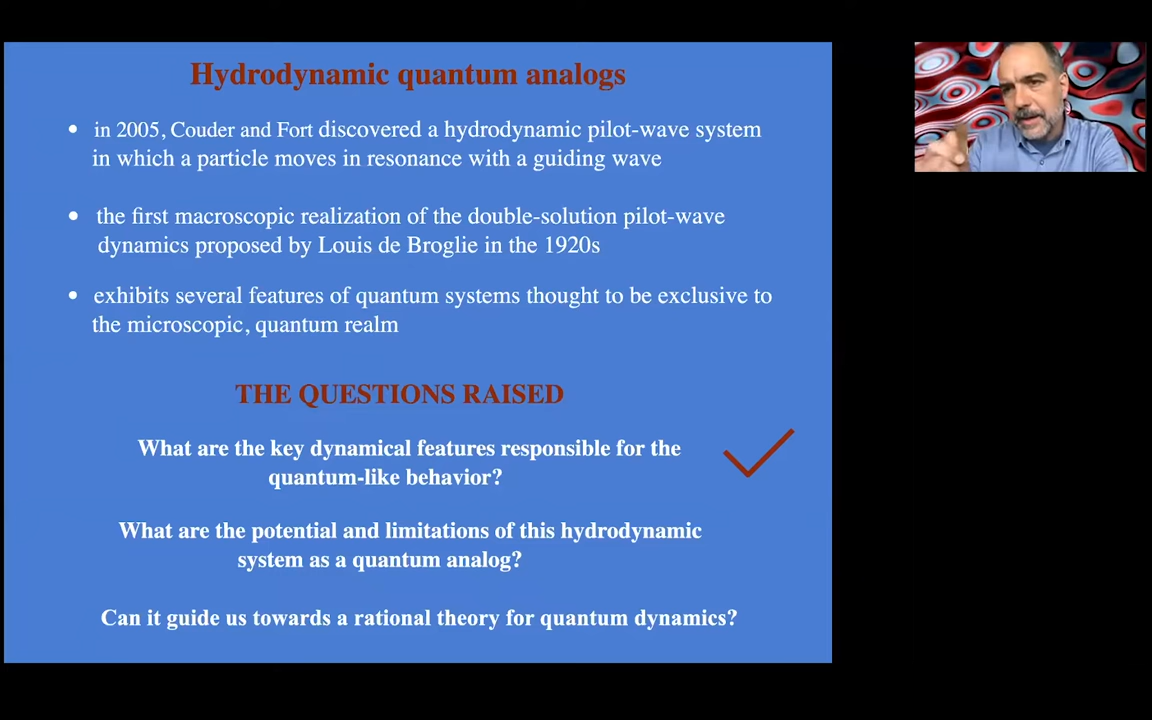 Hydrodynamic quantum analogs
• in 2005, Couder and Fort discovered a hydrodynamic pilot-wave system
in which a particle moves in resonance with a guiding wave
• the first macroscopic realization of the double-solution pilot-wave
dynamics proposed by Louis de Broglie in the 1920s
• exhibits several features of quantum systems thought to be exclusive to
the microscopic, quantum realm
THE QUESTIONS RAISED
What are the key dynamical features responsible for the
quantum-like behavior?
What are the potential and limitations of this hydrodynamic
system as a quantum analog?
Can it guide us towards a rational theory for quantum dynamics?